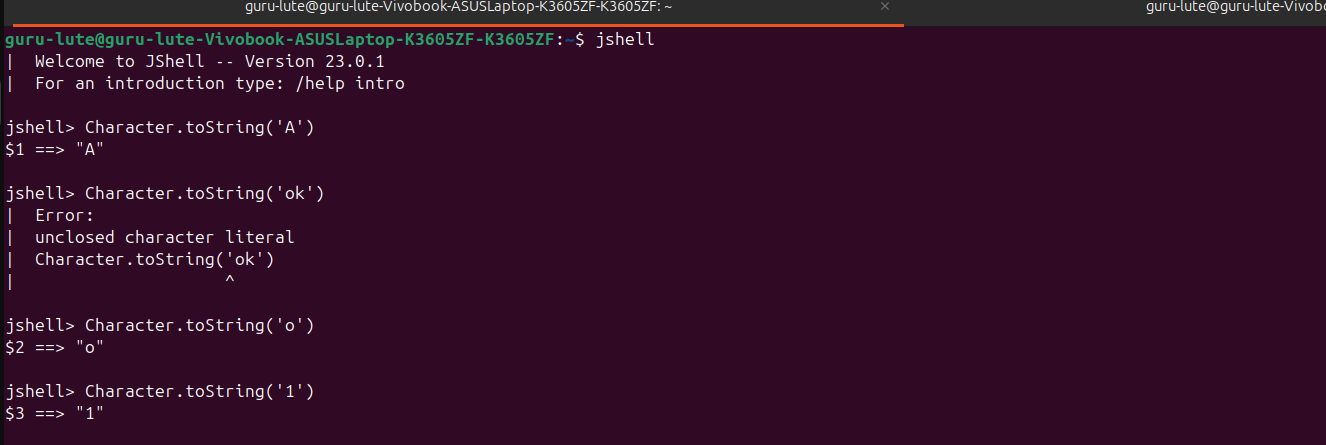 guru-lute@guru-lute-Vivobook-ASUSLaptop-K3605ZF-K3605ZF: ~ × guru-lute@guru-lute-Vivob
guru-lute@guru-lute-Vivobook-ASUSLaptop-K3605ZF-K3605ZF:~$ jshell
|  Welcome to JShell -- Version 23.0.1
|  For an introduction type: /help intro
jshell> Character.toString('A')
$1 ==> "A"
jshell> Character.toString('ok')
|  Error:
|  unclosed character literal
|  Character.toString('ok')
|                     ^
jshell> Character.toString('o')
$2 ==> "o"
jshell> Character.toString('1')
$3 ==> "1"